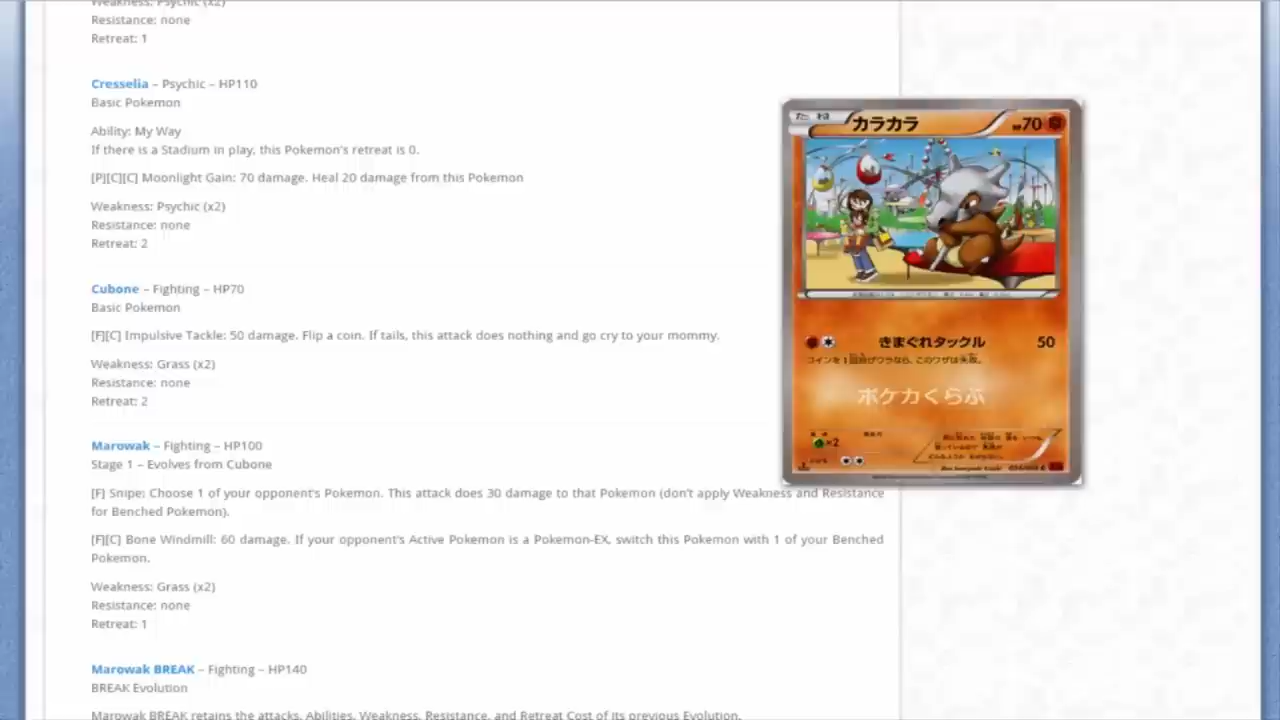 Weakness: Psychic (x2)
Resistance: none
Retreat: 1
Cresselia – Psychic – HP110
Basic Pokemon
Ability: My Way
If there is a Stadium in play, this Pokemon's retreat is 0.
[P][C][C] Moonlight Gain: 70 damage. Heal 20 damage from this Pokemon
Weakness: Psychic (x2)
Resistance: none
Retreat: 2
Cubone – Fighting – HP70
Basic Pokemon
[F][C] Impulsive Tackle: 50 damage. Flip a coin. If tails, this attack does nothing and go cry to your mommy.
Weakness: Grass (x2)
Resistance: none
Retreat: 2
Marowak – Fighting – HP100
Stage 1 – Evolves from Cubone
[F] Snipe: Choose 1 of your opponent's Pokemon. This attack does 30 damage to that Pokemon (don't apply Weakness and Resistance
for Benched Pokemon).
[F][C] Bone Windmill: 60 damage. If your opponent's Active Pokemon is a Pokemon-EX, switch this Pokemon with 1 of your Benched
Pokemon.
Weakness: Grass (x2)
Resistance: none
Retreat: 1
Marowak BREAK – Fighting – HP140
BREAK Evolution
Marowak BREAK retains the attacks, Abilities, Weakness, Resistance, and Retreat Cost of its previous Evolution.
カラカラ
HP70
きまぐれタックル 50
コインを1回投げウラなら、このワザは失敗。
ポケカくらぶ
×2